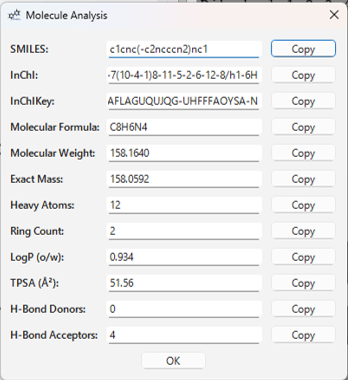 Molecule Analysis
SMILES: c1cnc(-c2ncccn2)nc1 Copy
InChI: -7(10-4-1)8-11-5-2-6-12-8/h1-6H Copy
InChIKey: AFLAGUQUJQG-UHFFFAOYSA-N Copy
Molecular Formula: C8H6N4 Copy
Molecular Weight: 158.1640 Copy
Exact Mass: 158.0592 Copy
Heavy Atoms: 12 Copy
Ring Count: 2 Copy
LogP (o/w): 0.934 Copy
TPSA (Å²): 51.56 Copy
H-Bond Donors: 0 Copy
H-Bond Acceptors: 4 Copy
OK